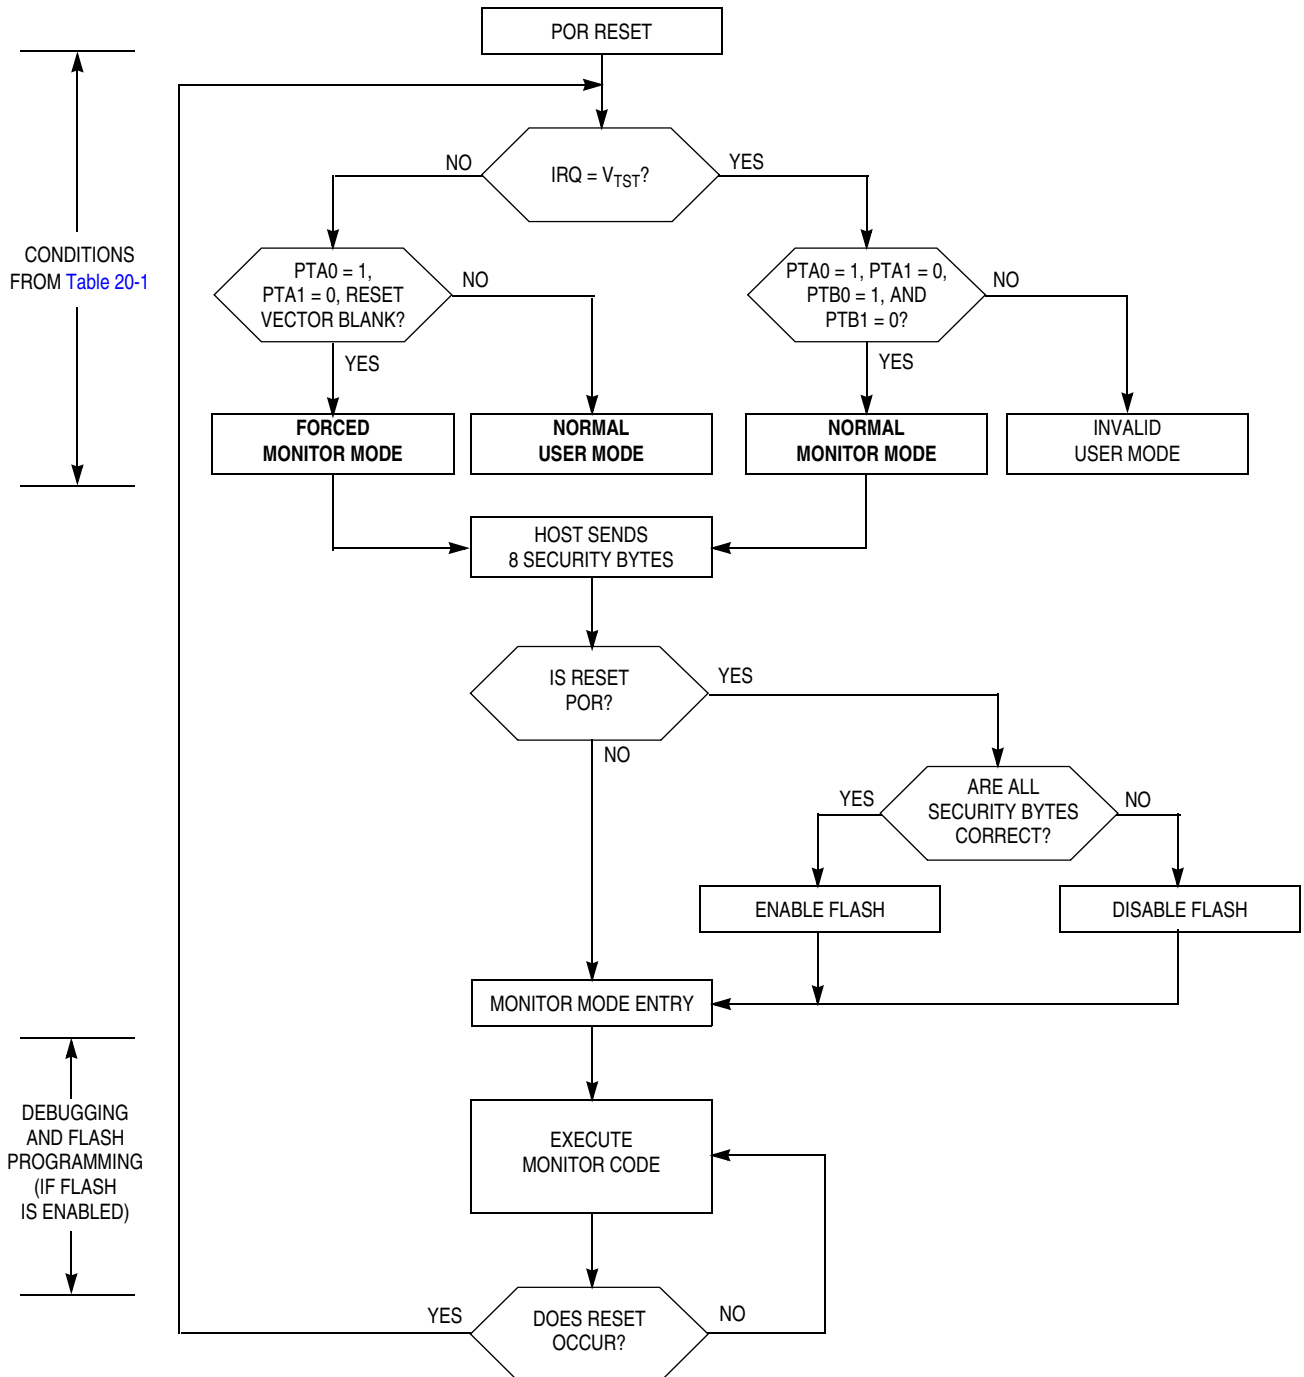 POR RESET
NO
IRQ = VTST?
YES
CONDITIONS
FROM Table 20-1
PTA0 = 1,
PTA1 = 0, RESET
VECTOR BLANK?
NO
PTA0 = 1, PTA1 = 0,
PTB0 = 1, AND
PTB1 = 0?
NO
YES
YES
FORCED
MONITOR MODE
NORMAL
USER MODE
NORMAL
MONITOR MODE
INVALID
USER MODE
HOST SENDS
8 SECURITY BYTES
IS RESET
POR?
YES
NO
YES
ARE ALL
SECURITY BYTES
CORRECT?
NO
ENABLE FLASH
DISABLE FLASH
MONITOR MODE ENTRY
DEBUGGING
AND FLASH
PROGRAMMING
(IF FLASH
IS ENABLED)
EXECUTE
MONITOR CODE
YES
DOES RESET
OCCUR?
NO